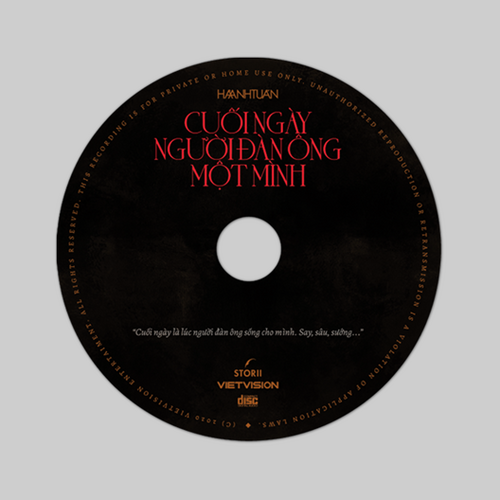 HAANHTUAN
CUỐI NGÀY
NGƯỜI ĐÀN ÔNG
MỘT MÌNH
"Cuối ngày là lúc người đàn ông sống cho mình. Say, sầu, sướng..."
STORII
VIETVISION
disc
(C) 2020 VIETVISION ENTERTAIMENT. ALL RIGHTS RESERVED. THIS RECORDING IS FOR PRIVATE OR HOME USE ONLY. UNAUTHORIZED REPRODUCTION OR RETRANSMISSION IS A VIOLATION OF APPLICATION LAWS.